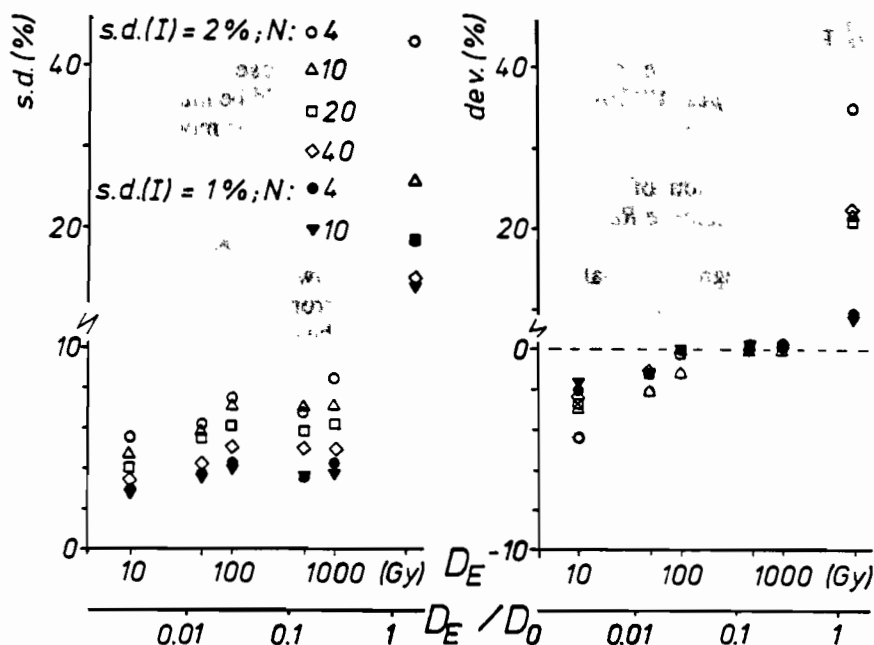 s.d.(%)
s.d.(I) = 2%; N: 4
10
20
40
s.d.(I) = 1%; N: 4
10
40
20
10
0
10 100 1000 (Gy) D_E
0.01 0.1 1 D_E / D_0
dev.(%)
40
20
0
-10
10 100 1000 (Gy)
0.01 0.1 1